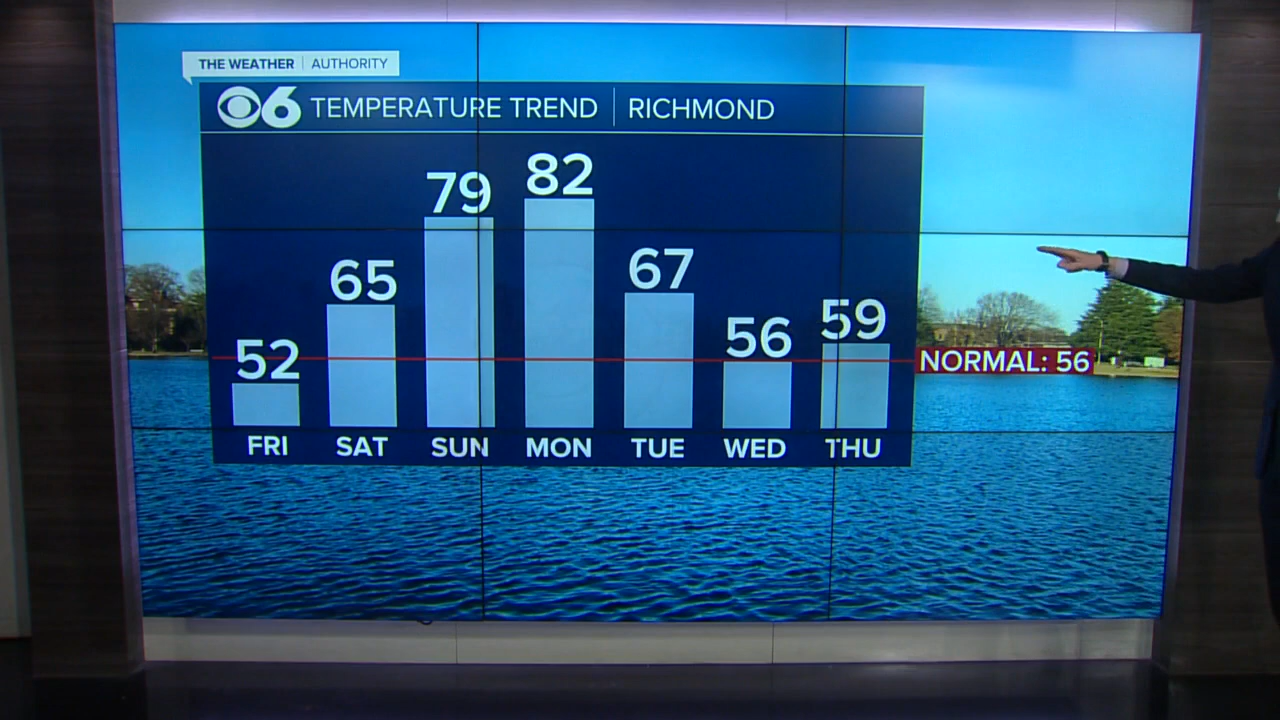 THE WEATHER | AUTHORITY
6 TEMPERATURE TREND | RICHMOND
82
79
67
65
59
56
52
NORMAL: 56
FRI SAT SUN MON TUE WED THU